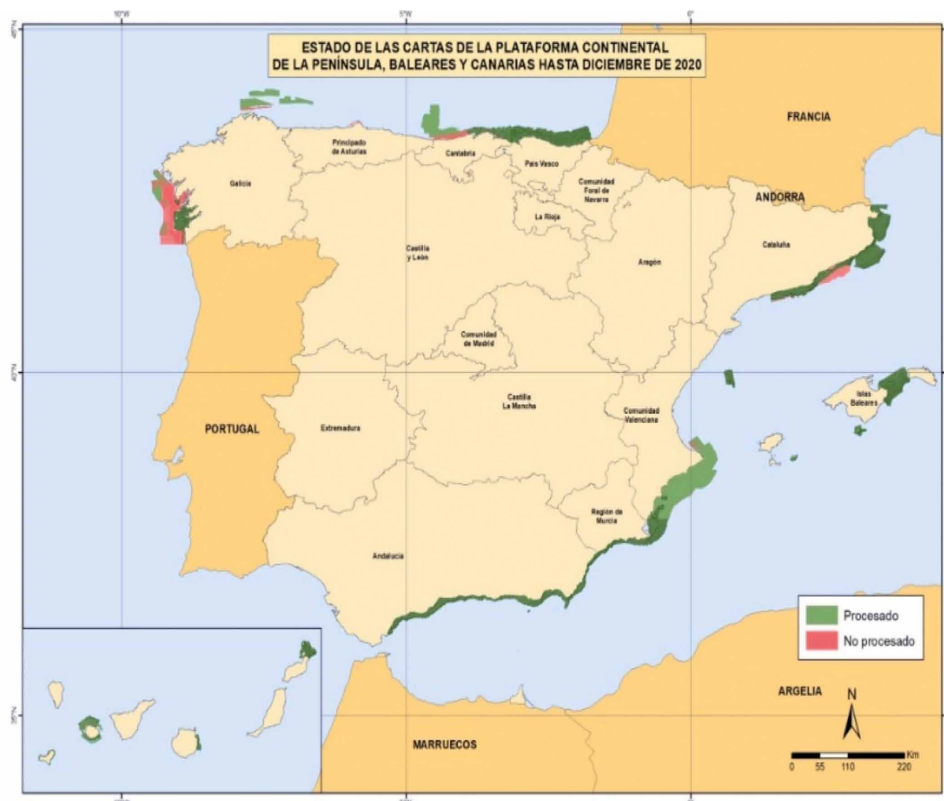 10°W
5°W
0°
45°N
ESTADO DE LAS CARTAS DE LA PLATAFORMA CONTINENTAL
DE LA PENÍNSULA, BALEARES Y CANARIAS HASTA DICIEMBRE DE 2020
FRANCIA
Principado
de Asturias
Cantabria
País Vasco
Galicia
Comunidad
Foral de
Navarra
ANDORRA
La Rioja
Cataluña
Castilla
y León
Aragón
Comunidad
de Madrid
40°N
Castilla
La Mancha
Islas
Baleares
Comunidad
Valenciana
PORTUGAL
Extremadura
Región de
Murcia
Andalucía
Procesado
No procesado
ARGELIA
N
35°N
MARRUECOS
Km
0 55 110 220